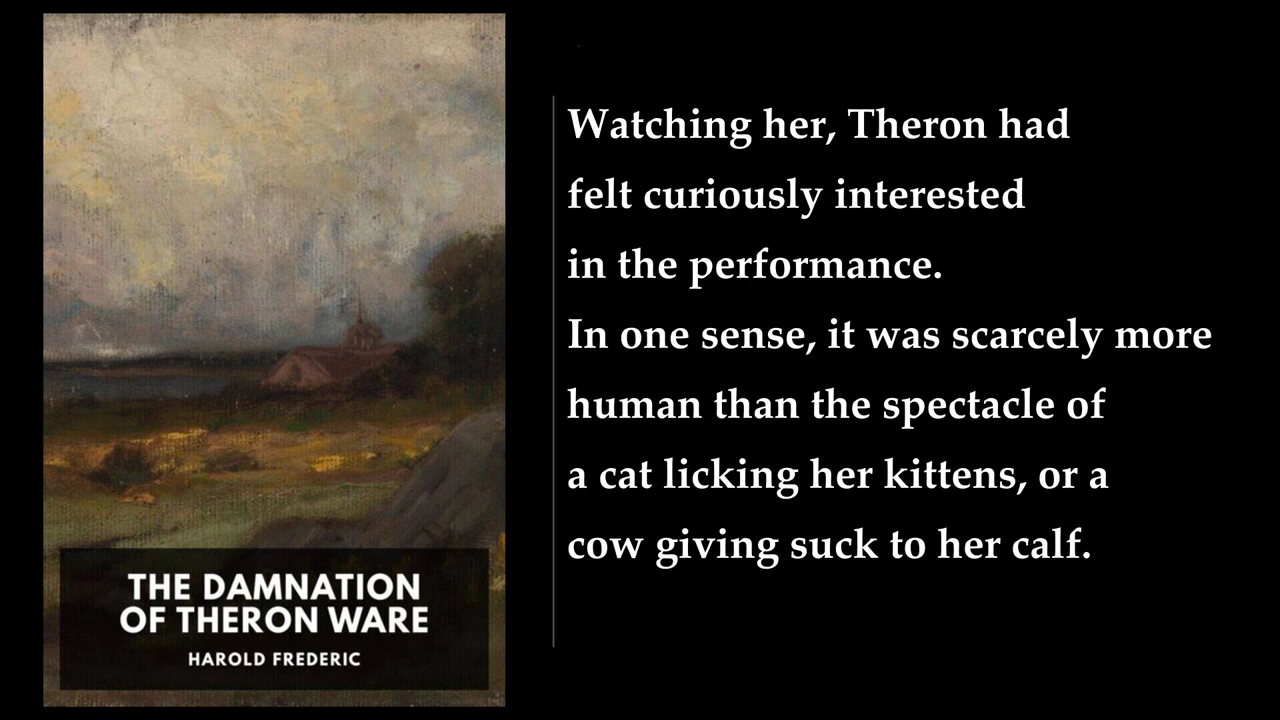 THE DAMNATION
OF THERON WARE
HAROLD FREDERIC
Watching her, Theron had
felt curiously interested
in the performance.
In one sense, it was scarcely more
human than the spectacle of
a cat licking her kittens, or a
cow giving suck to her calf.